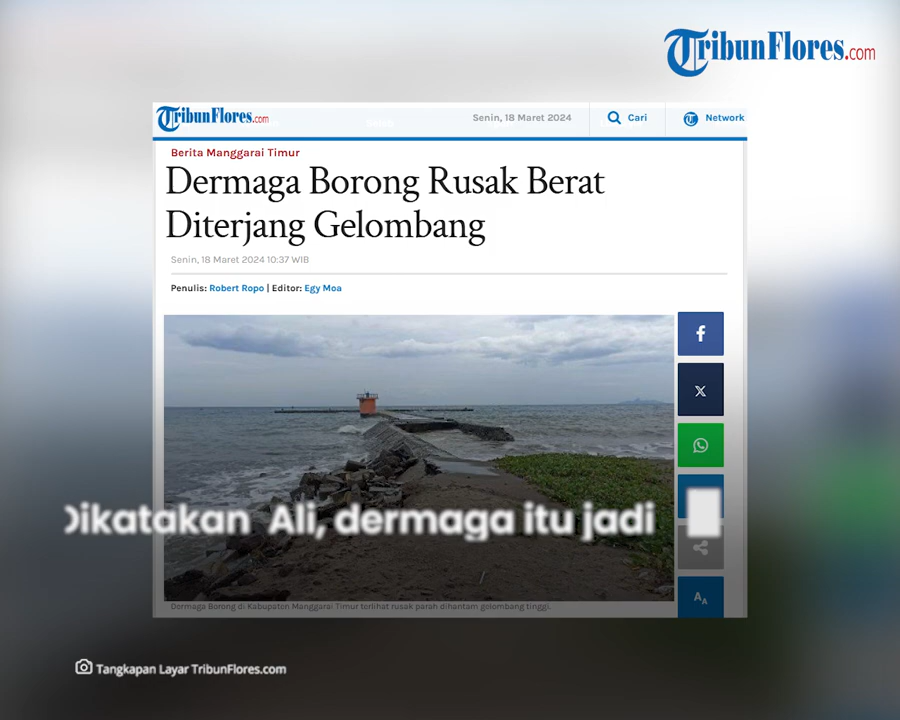 TribunFlores.com
TribunFlores.com
Senin, 18 Maret 2024
Cari
Network
Berita Manggarai Timur
Dermaga Borong Rusak Berat
Diterjang Gelombang
Senin, 18 Maret 2024 10:37 WIB
Penulis: Robert Ropo | Editor: Egy Moa
Dikatakan Ali, dermaga itu jadi
AA
Dermaga Borong di Kabupaten Manggarai Timur terlihat rusak parah dihantam gelombang tinggi.
Tangkapan Layar TribunFlores.com